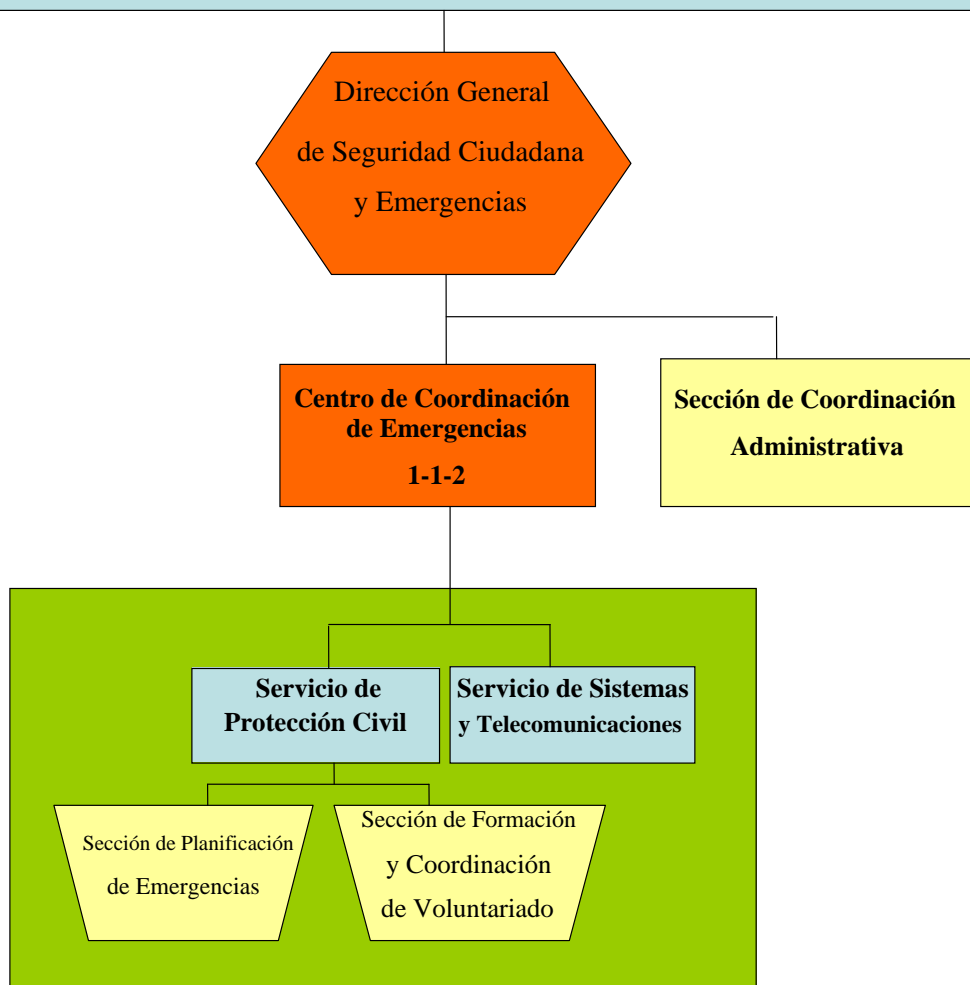 Dirección General
de Seguridad Ciudadana
y Emergencias
Centro de Coordinación
de Emergencias
1-1-2
Sección de Coordinación
Administrativa
Servicio de
Protección Civil
Servicio de Sistemas
y Telecomunicaciones
Sección de Planificación
de Emergencias
Sección de Formación
y Coordinación
de Voluntariado